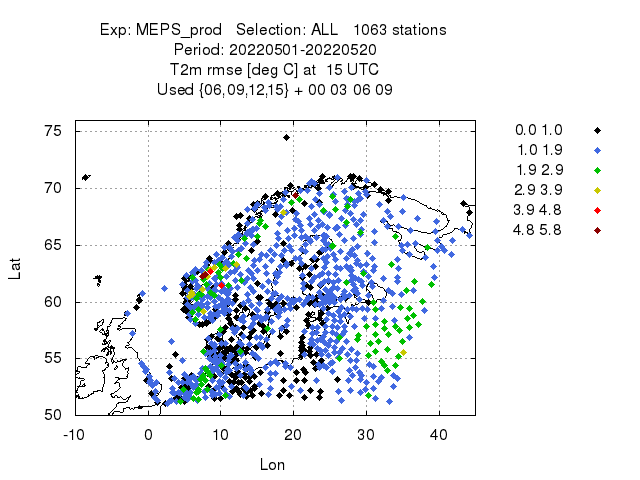 Exp: MEPS_prod   Selection: ALL   1063 stations
Period: 20220501-20220520
T2m rmse [deg C] at  15 UTC
Used {06,09,12,15} + 00 03 06 09
0.0 1.0
1.0 1.9
1.9 2.9
2.9 3.9
3.9 4.8
4.8 5.8
75
70
65
60
55
50
Lat
-10 0 10 20 30 40
Lon